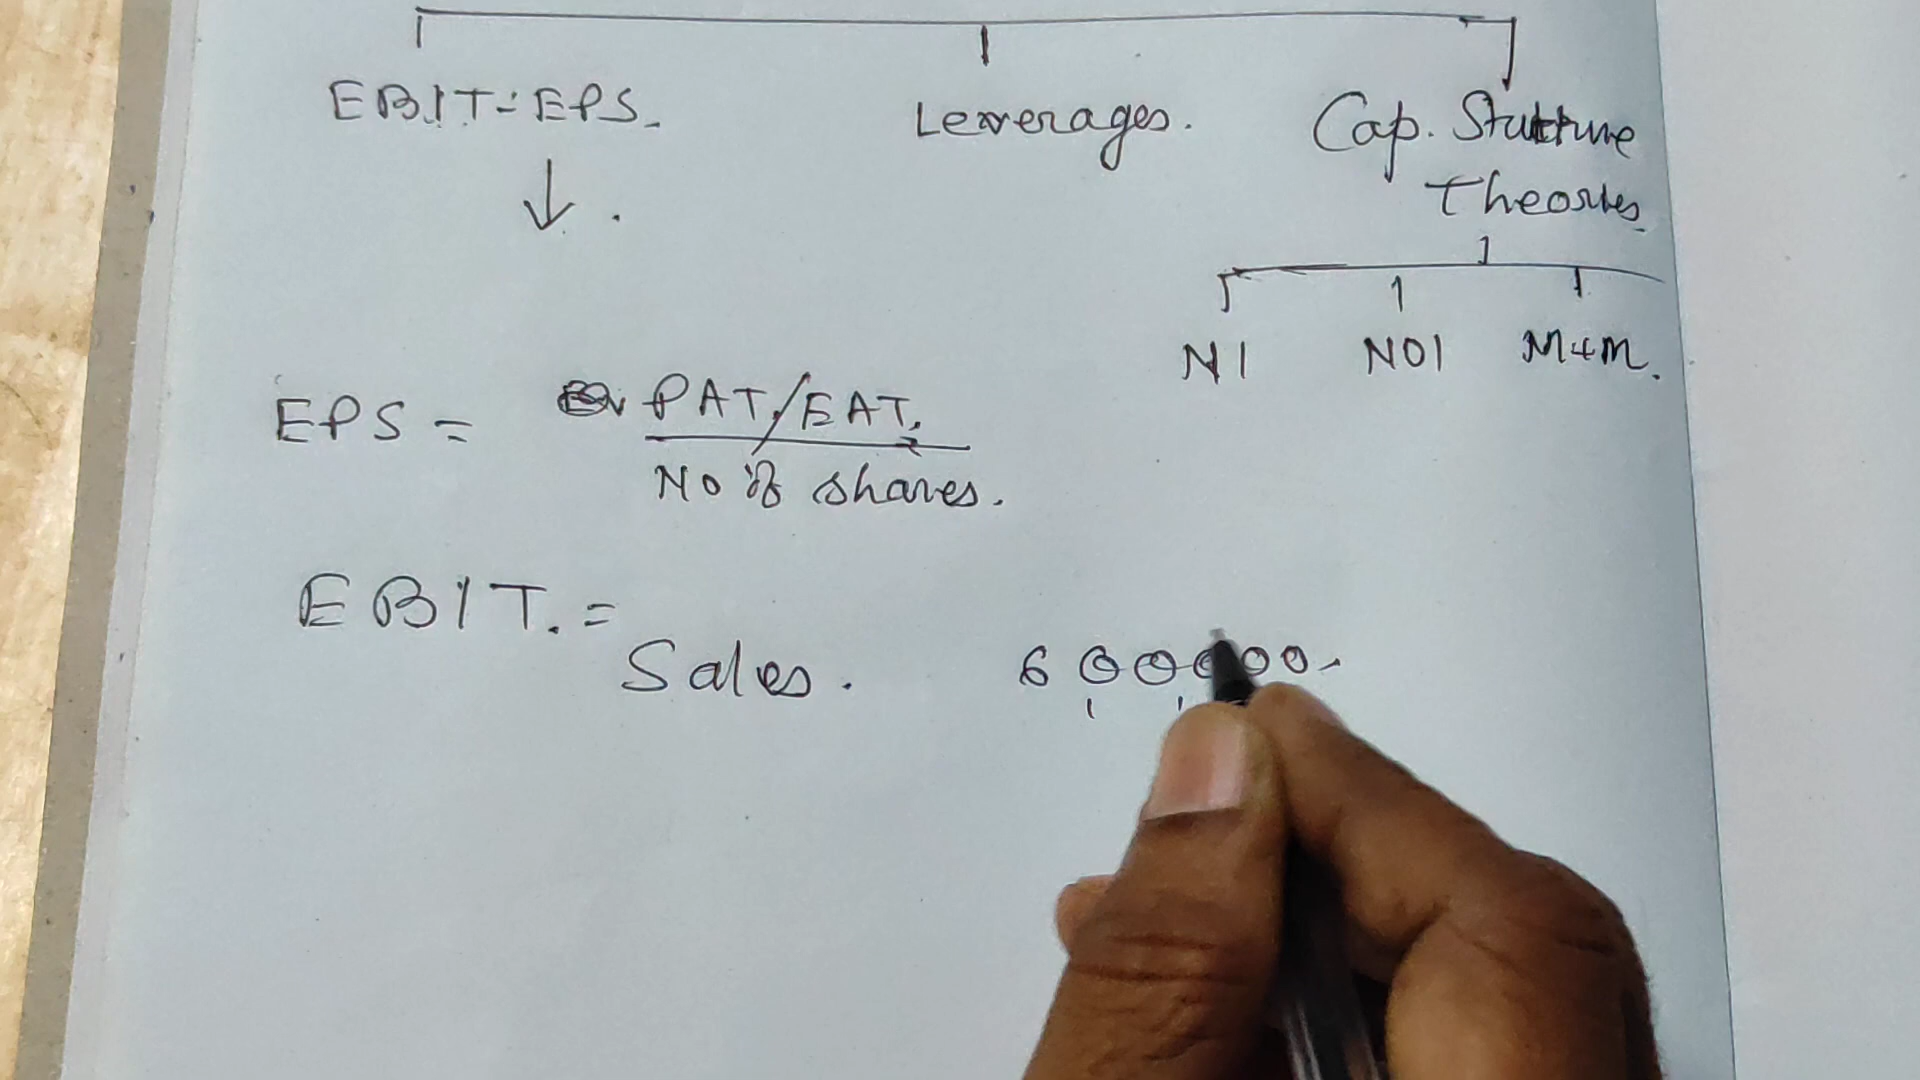 EBIT-EPS.
Leverages.
Cap. Structure
Theories
NI NOI M+M.
EPS = PAT/EAT.
No of shares.
EBIT. =
Sales. 600000